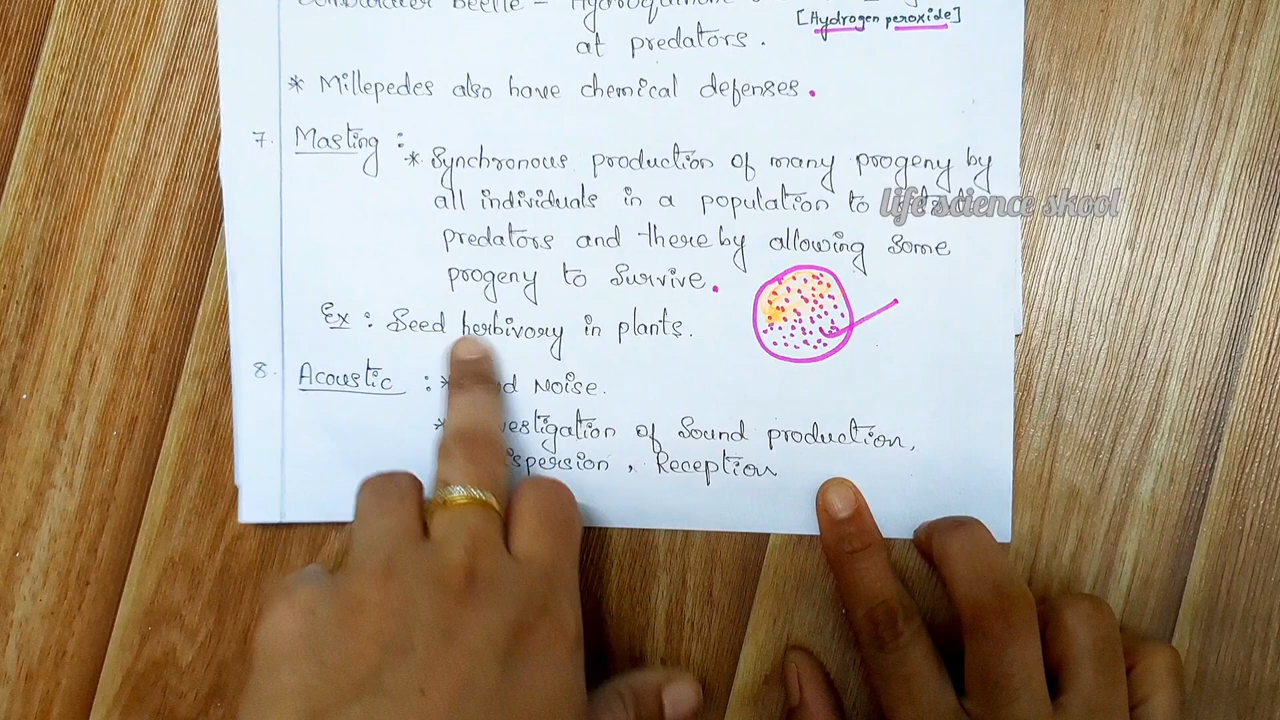 Beetle -
[Hydrogen peroxide]
at predators.
* Millepedes also have chemical defenses.
7. Masting : * Synchronous production of many progeny by
all individuals in a population to
life science skool
predators and thereby allowing some
progeny to survive.
Ex : Seed herbivory in plants.
8. Acoustic : * Noise.
* of Sound production,
, Reception